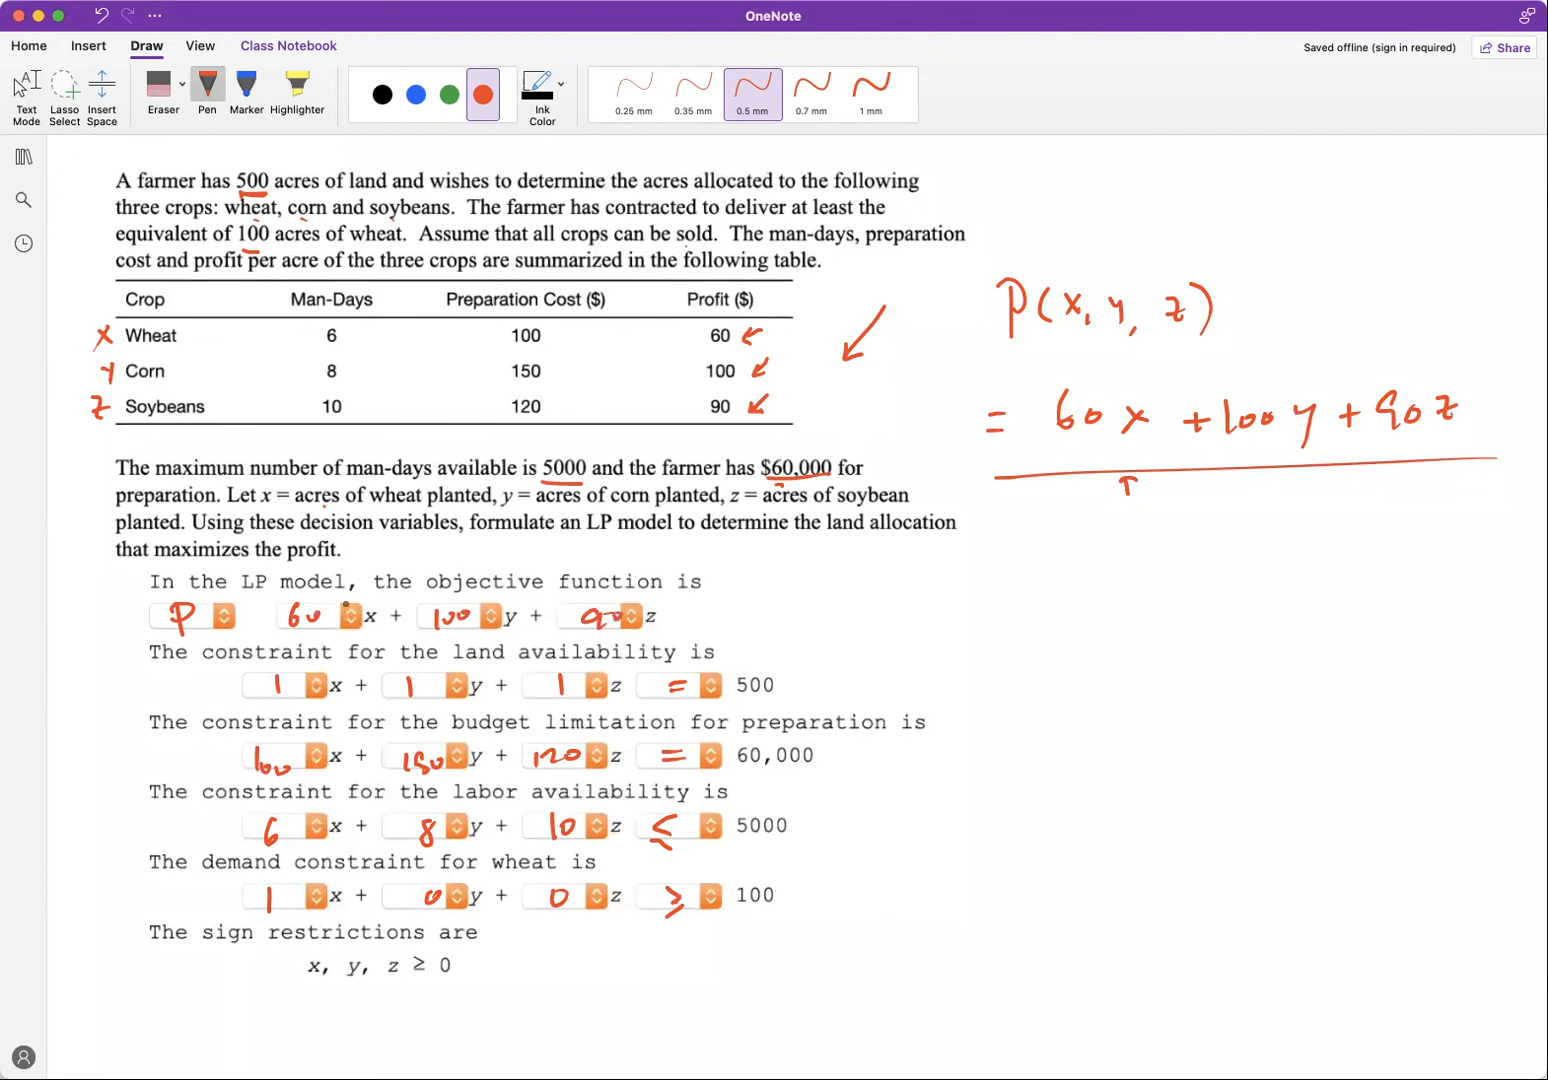 OneNote
Home Insert Draw View Class Notebook
Saved offline (sign in required) Share
Text Mode Lasso Select Insert Space Eraser Pen Marker Highlighter Ink Color 0.25 mm 0.35 mm 0.5 mm 0.7 mm 1 mm
A farmer has 500 acres of land and wishes to determine the acres allocated to the following
three crops: wheat, corn and soybeans. The farmer has contracted to deliver at least the
equivalent of 100 acres of wheat. Assume that all crops can be sold. The man-days, preparation
cost and profit per acre of the three crops are summarized in the following table.
Crop Man-Days Preparation Cost ($) Profit ($)
x Wheat 6 100 60
y Corn 8 150 100
z Soybeans 10 120 90
P(x, y, z)
= 60x + 100y + 90z
The maximum number of man-days available is 5000 and the farmer has $60,000 for
preparation. Let x = acres of wheat planted, y = acres of corn planted, z = acres of soybean
planted. Using these decision variables, formulate an LP model to determine the land allocation
that maximizes the profit.
In the LP model, the objective function is
P 60 x + 100 y + 90 z
The constraint for the land availability is
1 x + 1 y + 1 z = 500
The constraint for the budget limitation for preparation is
100 x + 150 y + 120 z = 60,000
The constraint for the labor availability is
6 x + 8 y + 10 z ≤ 5000
The demand constraint for wheat is
1 x + 0 y + 0 z ≥ 100
The sign restrictions are
x, y, z ≥ 0